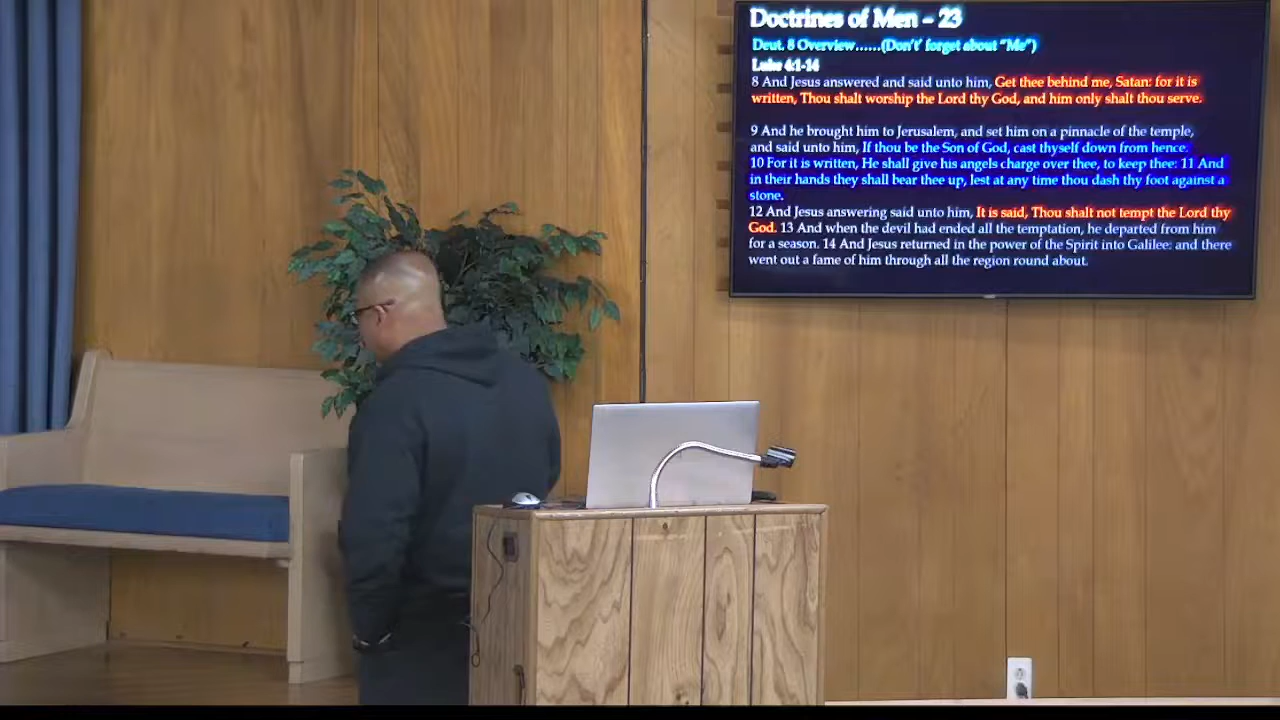 Doctrines of Men – 23
Deut. 8 Overview……(Don't' forget about "Me")
Luke 4:1-14
8 And Jesus answered and said unto him, Get thee behind me, Satan: for it is
written, Thou shalt worship the Lord thy God, and him only shalt thou serve.
9 And he brought him to Jerusalem, and set him on a pinnacle of the temple,
and said unto him, If thou be the Son of God, cast thyself down from hence:
10 For it is written, He shall give his angels charge over thee, to keep thee: 11 And
in their hands they shall bear thee up, lest at any time thou dash thy foot against a
stone.
12 And Jesus answering said unto him, It is said, Thou shalt not tempt the Lord thy
God. 13 And when the devil had ended all the temptation, he departed from him
for a season. 14 And Jesus returned in the power of the Spirit into Galilee: and there
went out a fame of him through all the region round about.